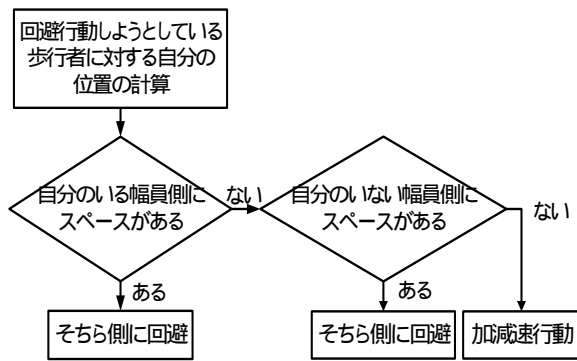 回避行動しようとしている
歩行者に対する自分の
位置の計算
自分のいる幅員側に
スペースがある
ない
自分のいない幅員側に
スペースがある
ない
ある
ある
そちら側に回避
そちら側に回避
加減速行動